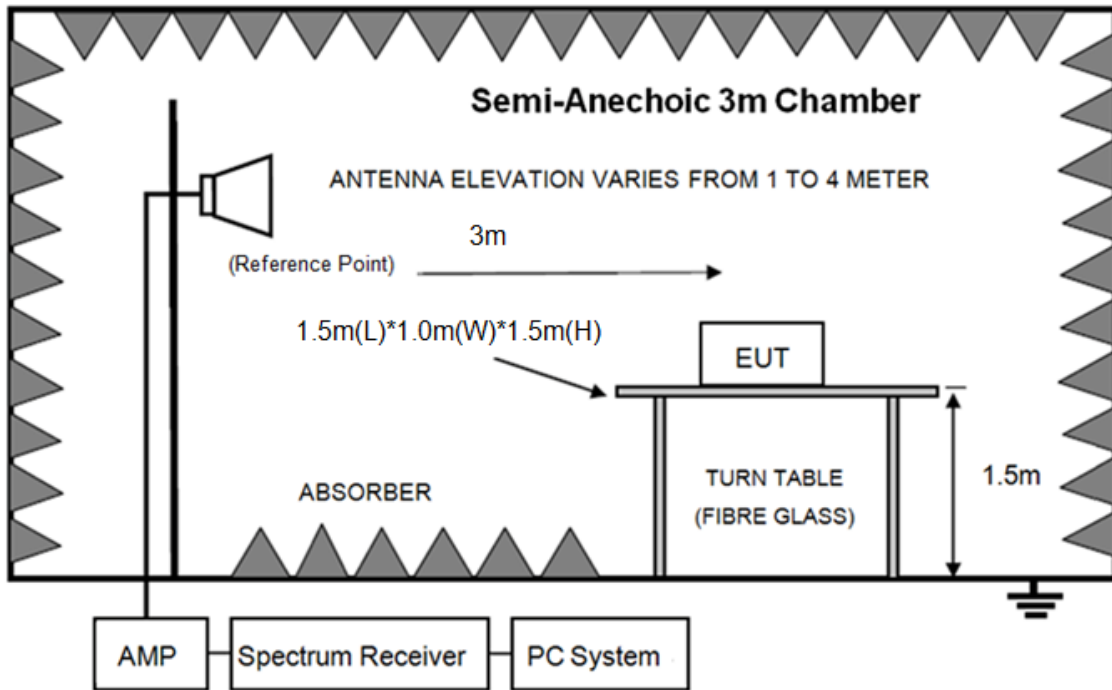 Semi-Anechoic 3m Chamber
ANTENNA ELEVATION VARIES FROM 1 TO 4 METER
3m
(Reference Point)
1.5m(L)*1.0m(W)*1.5m(H)
EUT
ABSORBER
TURN TABLE
(FIBRE GLASS)
1.5m
AMP
Spectrum Receiver
PC System